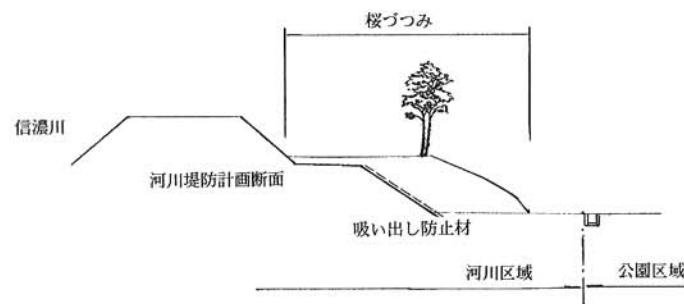 桜づつみ
信濃川
河川堤防計画断面
吸い出し防止材
河川区域
公園区域